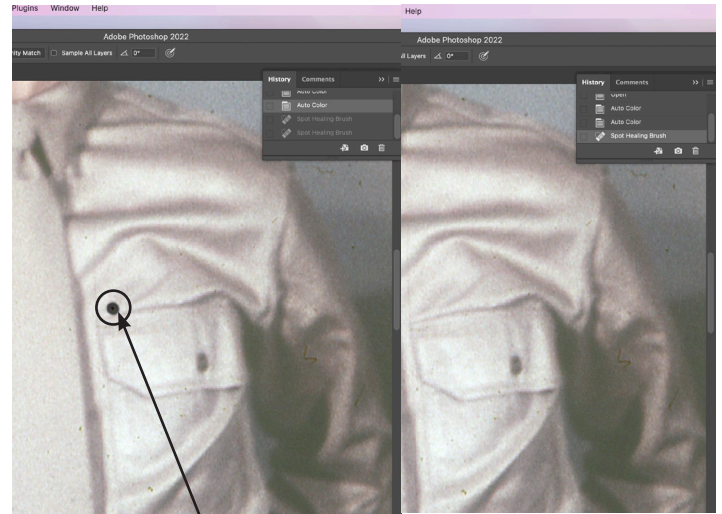 Plugins Window Help
Adobe Photoshop 2022
nity Match Sample All Layers 0°
History Comments
Auto Color
Auto Color
Spot Healing Brush
Spot Healing Brush
Help
Adobe Photoshop 2022
ll Layers 0°
History Comments
Open
Auto Color
Auto Color
Spot Healing Brush